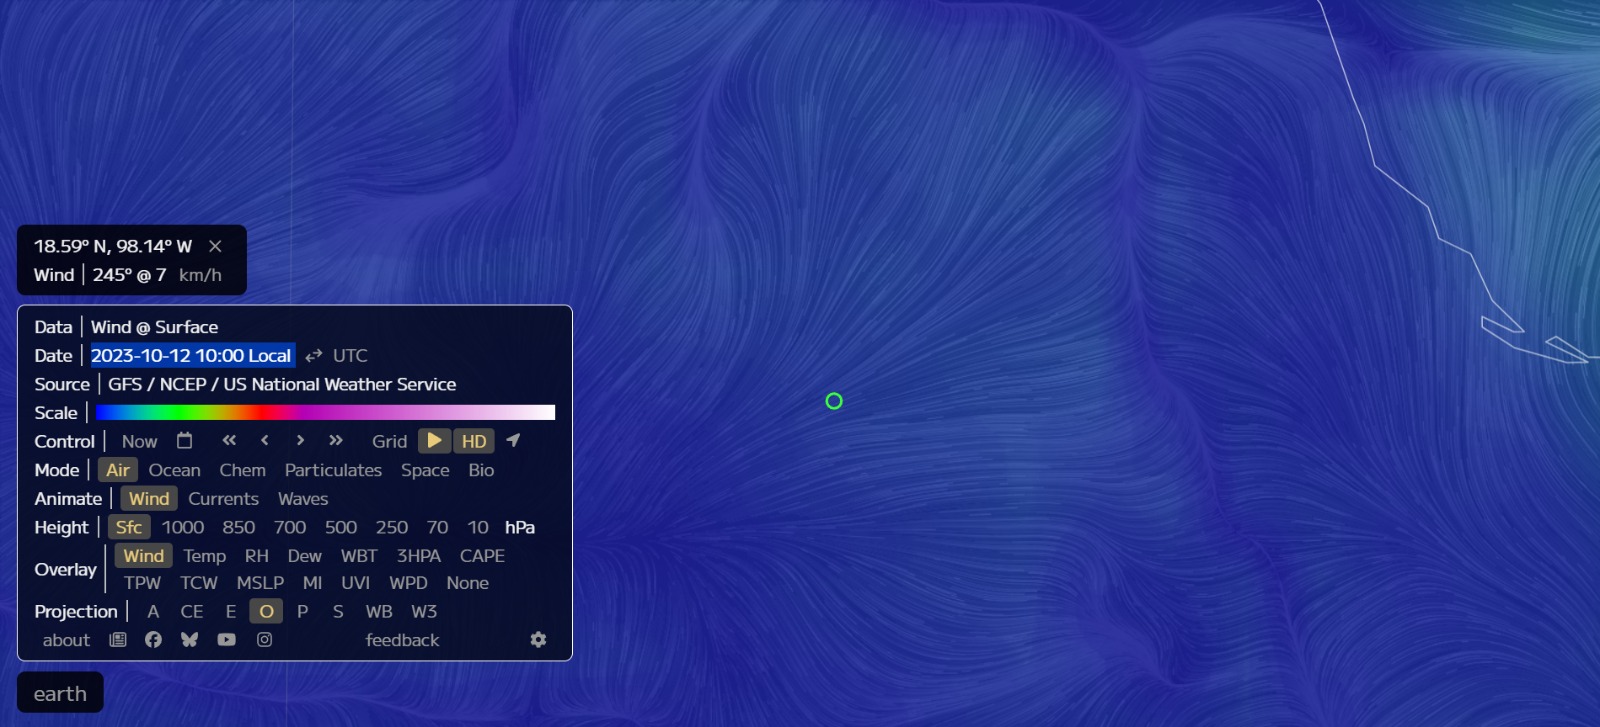 18.59° N, 98.14° W
Wind | 245° @ 7 km/h
Data | Wind @ Surface
Date | 2023-10-12 10:00 Local UTC
Source | GFS / NCEP / US National Weather Service
Scale |
Control | Now Grid HD
Mode | Air Ocean Chem Particulates Space Bio
Animate | Wind Currents Waves
Height | Sfc 1000 850 700 500 250 70 10 hPa
Overlay | Wind Temp RH Dew WBT 3HPA CAPE
TPW TCW MSLP MI UVI WPD None
Projection | A CE E O P S WB W3
about feedback
earth